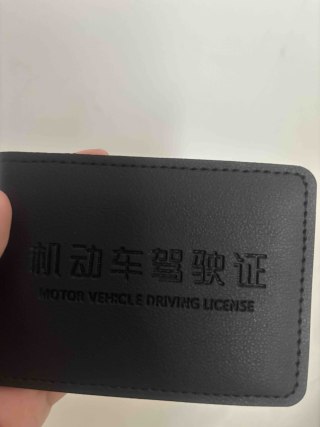 机动车驾驶证
MOTOR VEHICLE DRIVING LICENSE